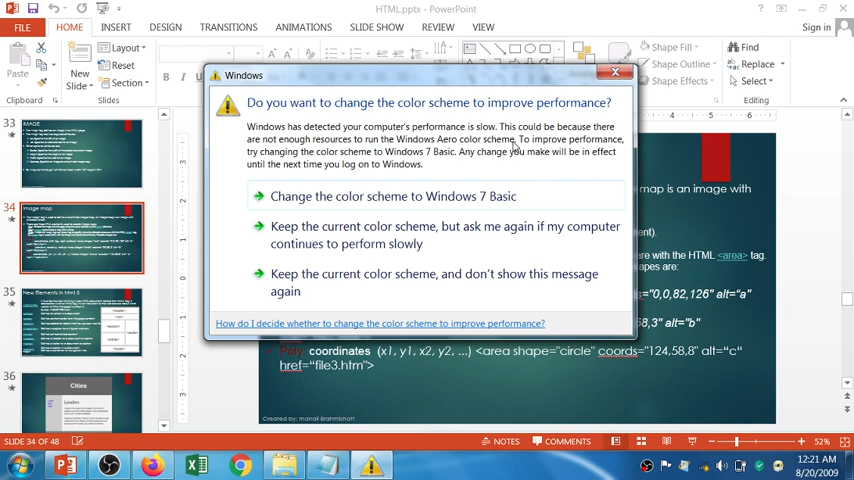 HTML.pptx - PowerPoint
FILE HOME INSERT DESIGN TRANSITIONS ANIMATIONS SLIDE SHOW REVIEW VIEW Sign in
Paste
New
Slide
Layout
Reset
Section
B I U
Shape Fill
Shape Outline
Shape Effects
Find
Replace
Select
Clipboard Slides Editing
Windows
Do you want to change the color scheme to improve performance?
Windows has detected your computer's performance is slow. This could be because there
are not enough resources to run the Windows Aero color scheme. To improve performance,
try changing the color scheme to Windows 7 Basic. Any change you make will be in effect
until the next time you log on to Windows.
Change the color scheme to Windows 7 Basic
Keep the current color scheme, but ask me again if my computer
continues to perform slowly
Keep the current color scheme, and don't show this message
again
How do I decide whether to change the color scheme to improve performance?
33
IMAGE
34
Image map
35
New Elements in html 5
36
Cities
London
map is an image with
are with the HTML <area> tag.
apes are:
s="0,0,82,126" alt="a"
58,3" alt="b"
Poly coordinates (x1, y1, x2, y2, ...) <area shape="circle" coords="124,58,8" alt="c"
href="file3.htm">
Created by: manali Brahmbhatt
SLIDE 34 OF 48 NOTES COMMENTS 52%
12:21 AM
8/20/2009